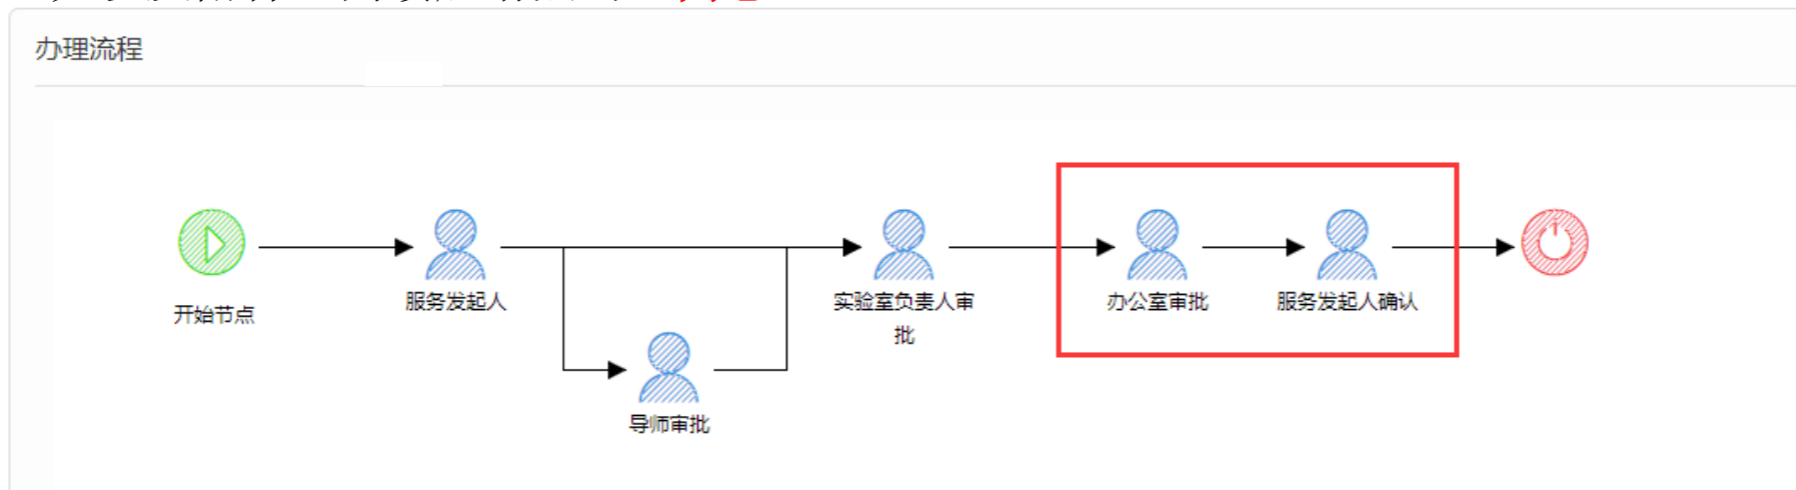 办理流程
开始节点
服务发起人
导师审批
实验室负责人审
批
办公室审批
服务发起人确认